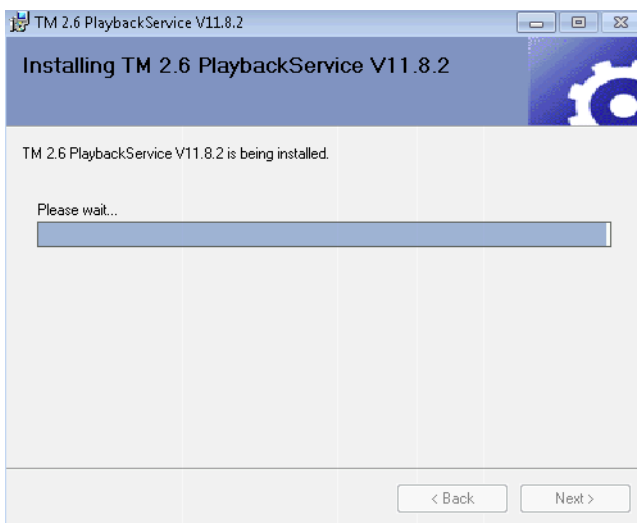 TM 2.6 PlaybackService V11.8.2
Installing TM 2.6 PlaybackService V11.8.2
TM 2.6 PlaybackService V11.8.2 is being installed.
Please wait...
< Back
Next >